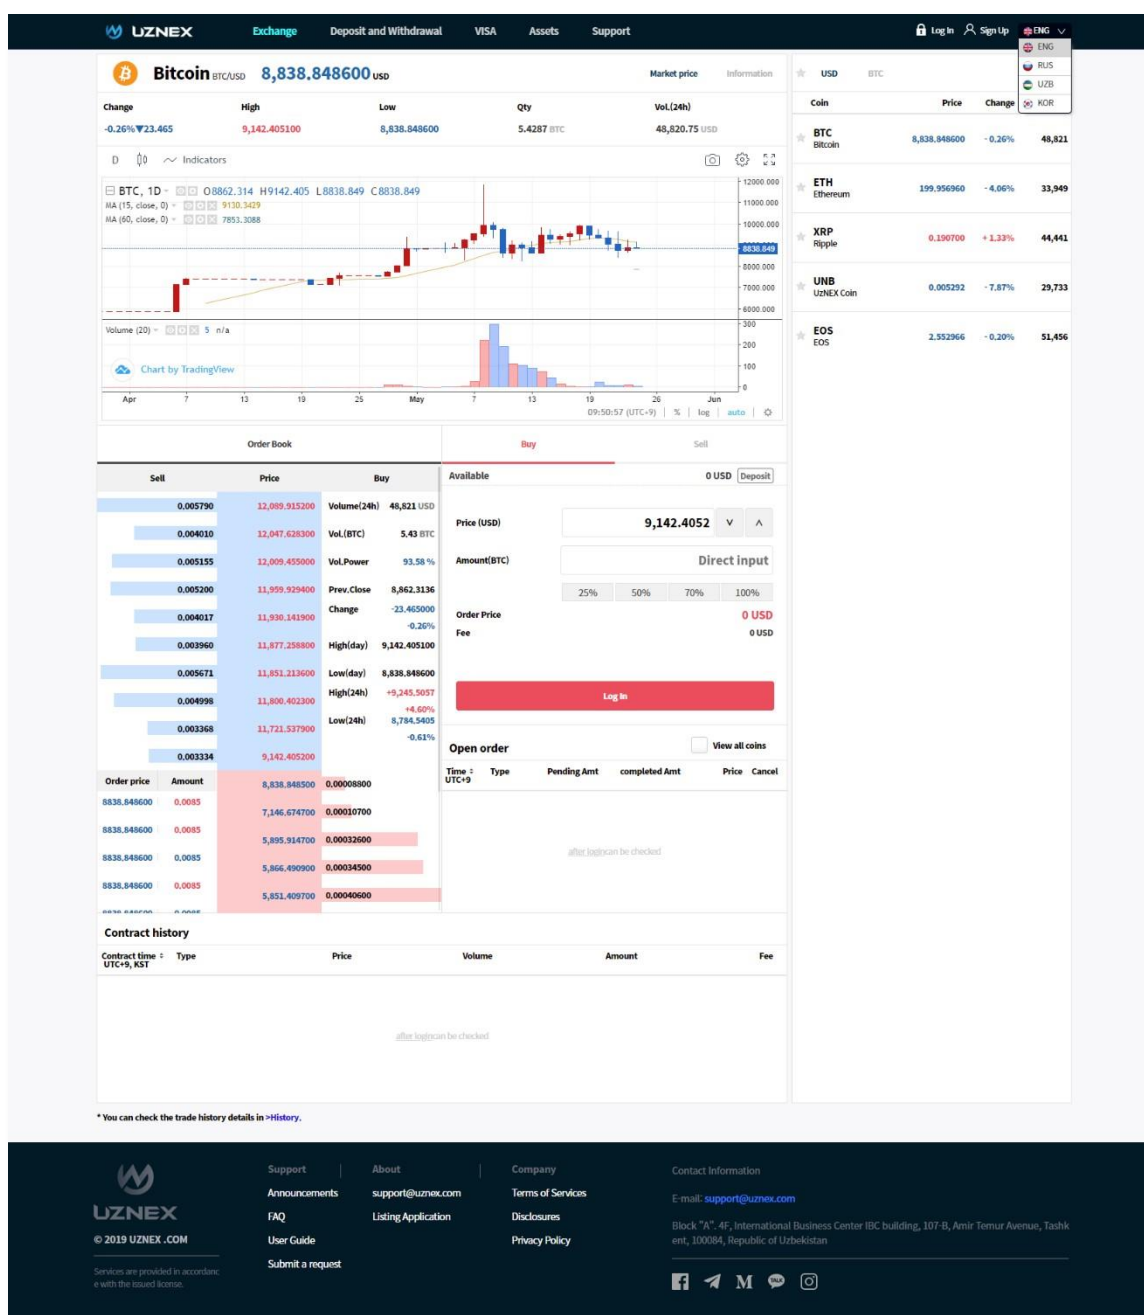 UZNEX Exchange Deposit and Withdrawal VISA Assets Support Log In Sign Up ENG
ENG
RUS
UZB
KOR
Bitcoin BTC/USD 8,838.848600 USD Market price Information
Change High Low Qty Vol.(24h)
-0.26%▼23.465 9,142.405100 8,838.848600 5.4287 BTC 48,820.75 USD
D Indicators
BTC, 1D O8862.314 H9142.405 L8838.849 C8838.849
MA (15, close, 0) 9130.3429
MA (60, close, 0) 7853.3088
12000.000
11000.000
10000.000
8838.849
8000.000
7000.000
6000.000
Volume (20) 5 n/a
300
200
100
0
Chart by TradingView
Apr 7 13 19 25 May 7 13 19 26 Jun
09:50:57 (UTC+9) % log auto
USD BTC
Coin Price Change
BTC 8,838.848600 - 0.26% 48,821
Bitcoin
ETH 199.956960 - 4.06% 33,949
Ethereum
XRP 0.190700 + 1.33% 44,441
Ripple
UNB 0.005292 - 7.87% 29,733
UzNEX Coin
EOS 2.552966 - 0.20% 51,456
EOS
Order Book
Sell Price Buy
0.005790 12,089.915200 Volume(24h) 48,821 USD
0.004010 12,047.628300 Vol.(BTC) 5.43 BTC
0.005155 12,009.455000 Vol.Power 93.58 %
0.005200 11,959.929400 Prev.Close 8,862.3136
0.004017 11,930.141900 Change -23.465000
-0.26%
0.003960 11,877.258800 High(day) 9,142.405100
0.005671 11,851.213600 Low(day) 8,838.848600
0.004998 11,800.402300 High(24h) +9,245.5057
+4.60%
0.003368 11,721.537900 Low(24h) 8,784.5405
-0.61%
0.003334 9,142.405200
Order price Amount
8,838.848500 0.00008800
8838.848600 0.0085
7,146.674700 0.00010700
8838.848600 0.0085
5,895.914700 0.00032600
8838.848600 0.0085
5,866.490900 0.00034500
8838.848600 0.0085
5,851.409700 0.00040600
Buy Sell
Available 0 USD Deposit
Price (USD) 9,142.4052
Amount(BTC) Direct input
25% 50% 70% 100%
Order Price 0 USD
Fee 0 USD
Log In
Open order View all coins
Time Type Pending Amt completed Amt Price Cancel
UTC+9
after logincan be checked
Contract history
Contract time Type Price Volume Amount Fee
UTC+9, KST
after logincan be checked
* You can check the trade history details in >History.
UZNEX
© 2019 UZNEX .COM
Services are provided in accordanc
e with the issued license.
Support
Announcements
FAQ
User Guide
Submit a request
About
support@uznex.com
Listing Application
Company
Terms of Services
Disclosures
Privacy Policy
Contact Information
E-mail: support@uznex.com
Block "A". 4F, International Business Center IBC building, 107-B, Amir Temur Avenue, Tashk
ent, 100084, Republic of Uzbekistan
TALK